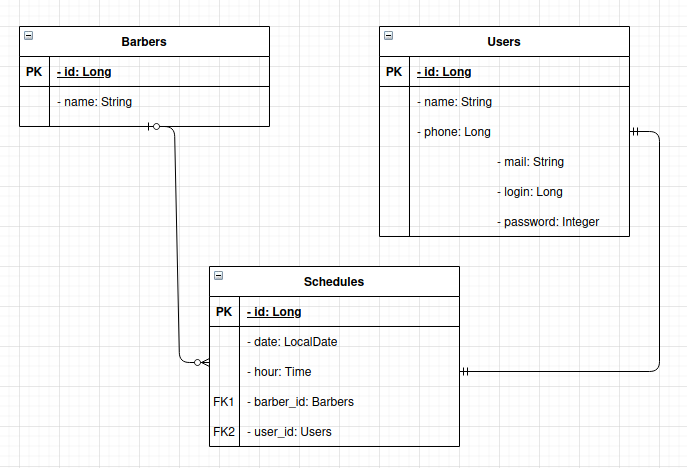 Barbers
PK - id: Long
- name: String
Users
PK - id: Long
- name: String
- phone: Long
- mail: String
- login: Long
- password: Integer
Schedules
PK - id: Long
- date: LocalDate
- hour: Time
FK1 - barber_id: Barbers
FK2 - user_id: Users